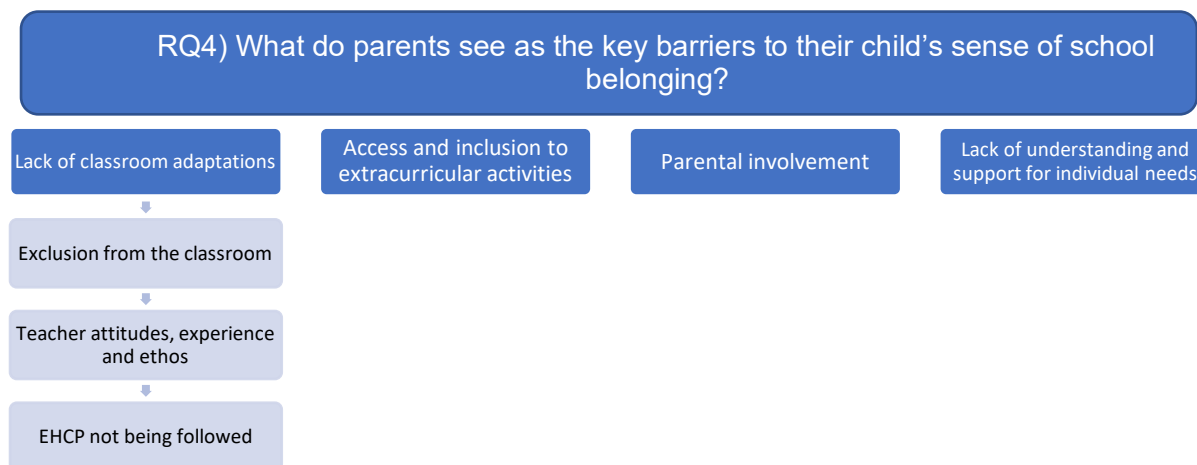 RQ4) What do parents see as the key barriers to their child’s sense of school
belonging?
Lack of classroom adaptations
Access and inclusion to
extracurricular activities
Parental involvement
Lack of understanding and
support for individual needs
Exclusion from the classroom
Teacher attitudes, experience
and ethos
EHCP not being followed